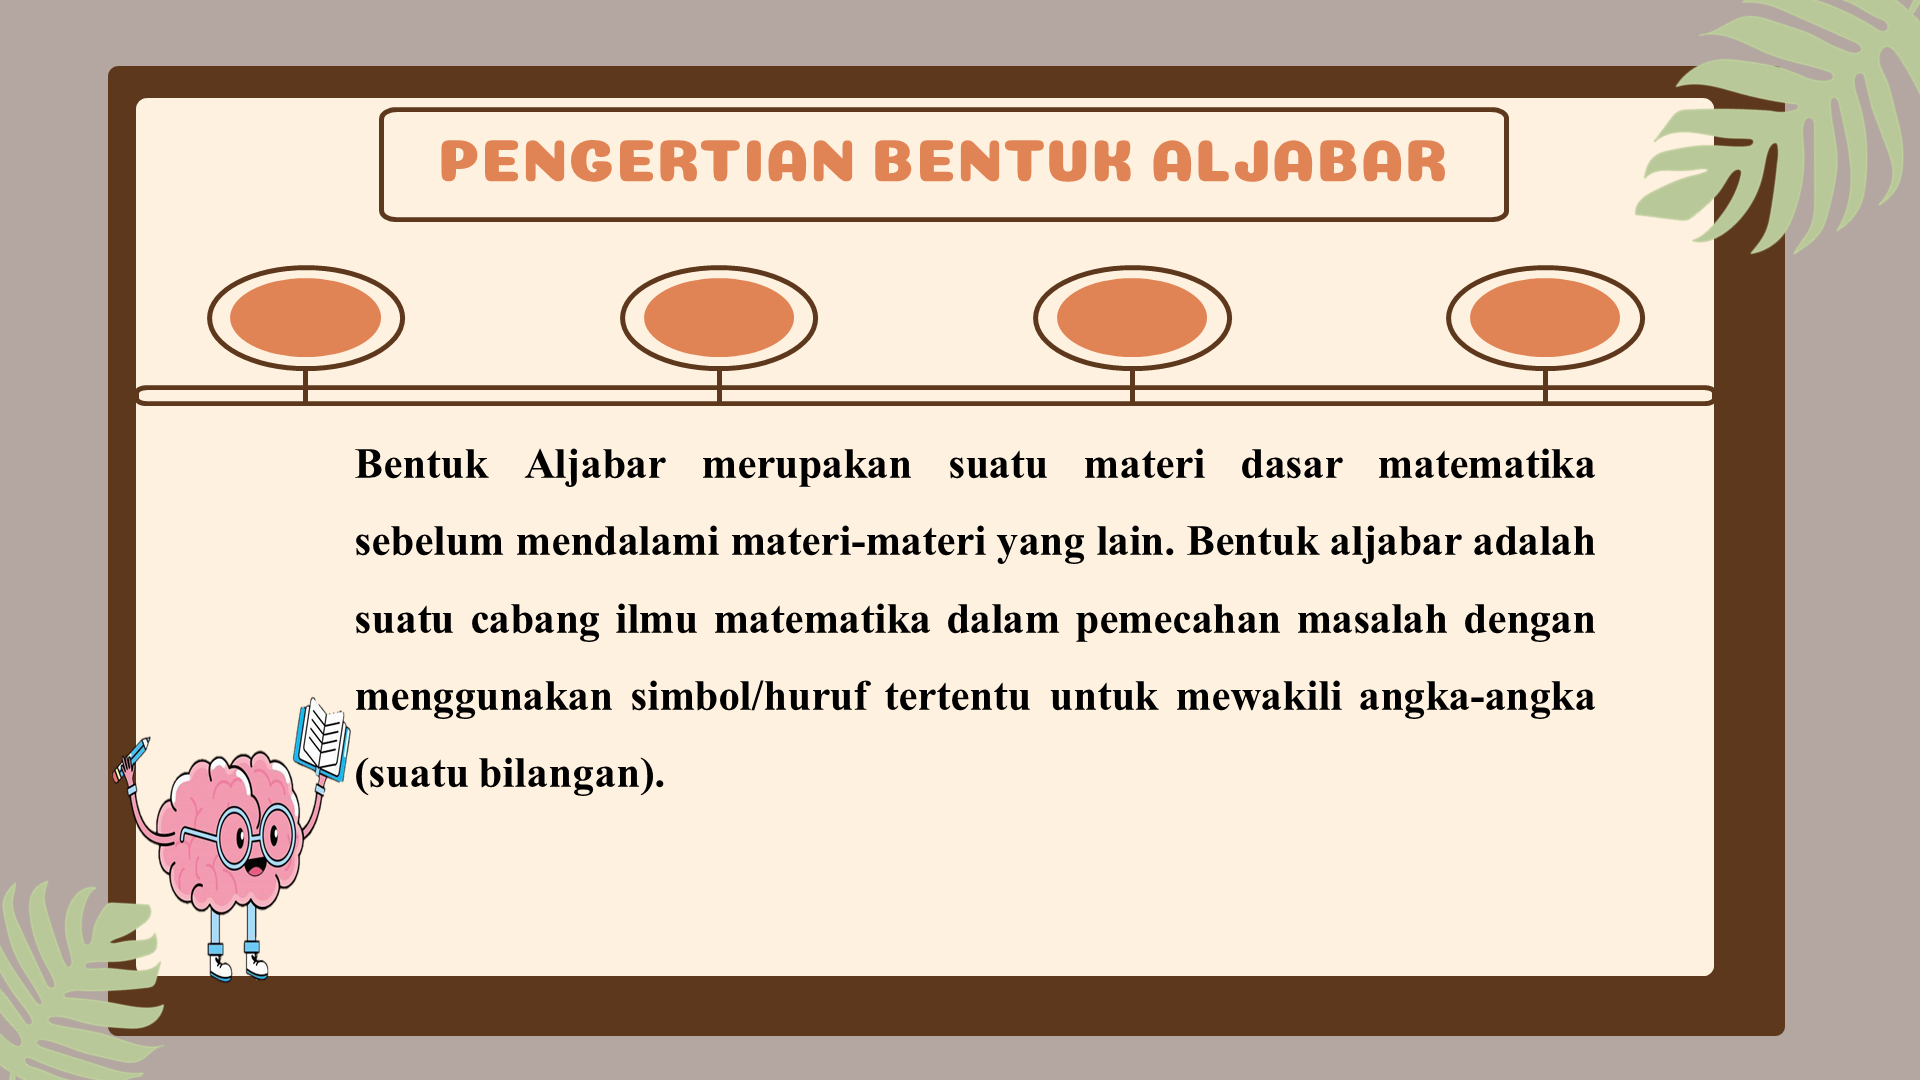 PENGERTIAN BENTUK ALJABAR
Bentuk Aljabar merupakan suatu materi dasar matematika
sebelum mendalami materi-materi yang lain. Bentuk aljabar adalah
suatu cabang ilmu matematika dalam pemecahan masalah dengan
menggunakan simbol/huruf tertentu untuk mewakili angka-angka
(suatu bilangan).